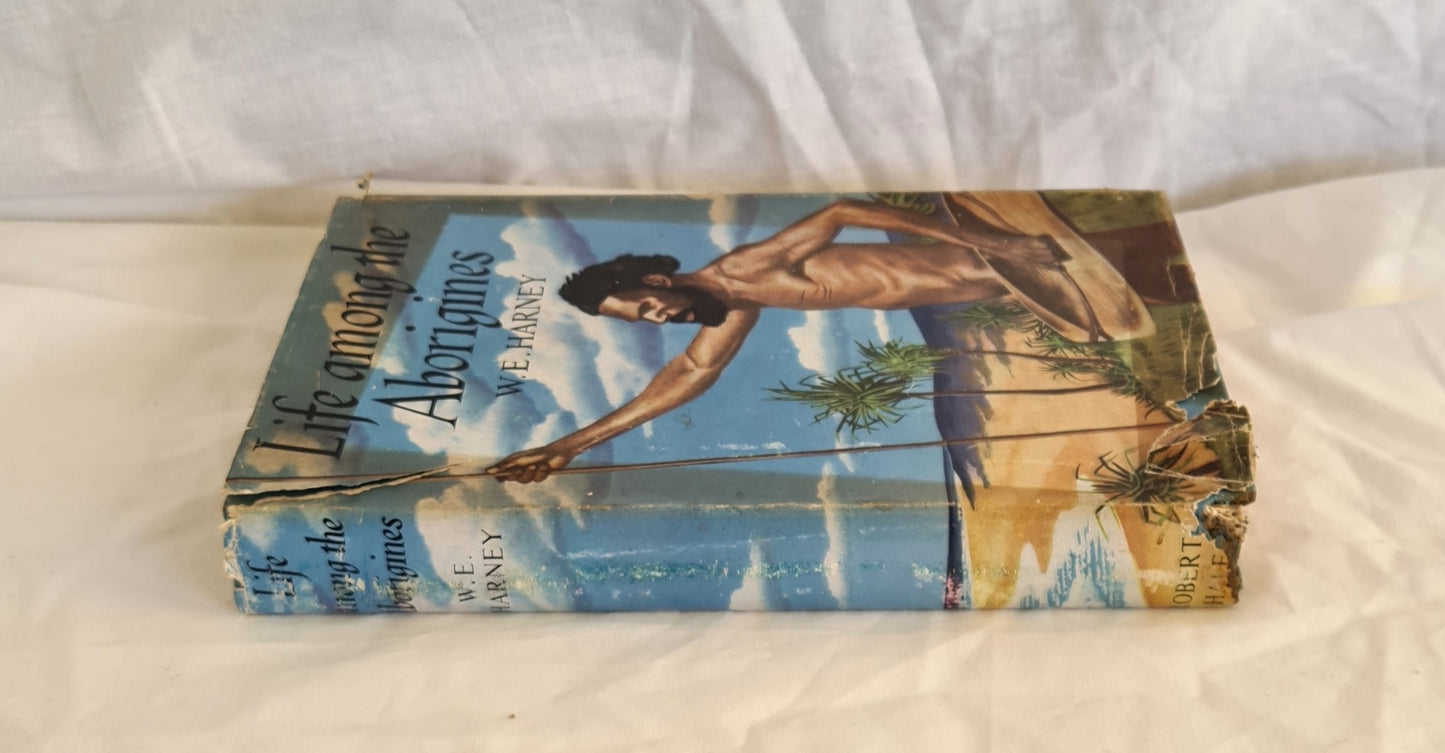 Life among the
Aborigines
W.E.HARNEY
Life
among the
Aborigines
W. E.
HARNEY
ROBERT
HALE